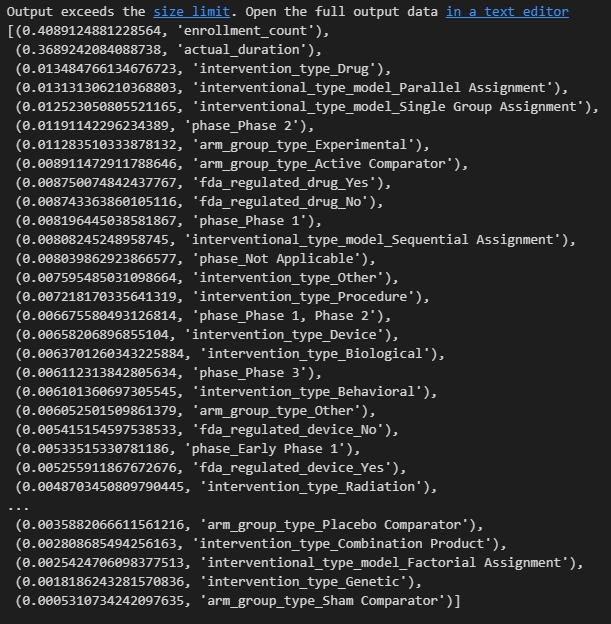 Output exceeds the size limit. Open the full output data in a text editor
[(0.4089124881228564, 'enrollment_count'),
(0.3689242084088738, 'actual_duration'),
(0.013484766134676723, 'intervention_type_Drug'),
(0.013131306210368803, 'interventional_type_model_Parallel Assignment'),
(0.012523050805521165, 'interventional_type_model_Single Group Assignment'),
(0.01191142296234389, 'phase_Phase 2'),
(0.011283510333878132, 'arm_group_type_Experimental'),
(0.008911472911788646, 'arm_group_type_Active Comparator'),
(0.008750074842437767, 'fda_regulated_drug_Yes'),
(0.008743363860105116, 'fda_regulated_drug_No'),
(0.008196445038581867, 'phase_Phase 1'),
(0.00808245248958745, 'interventional_type_model_Sequential Assignment'),
(0.008039862923866577, 'phase_Not Applicable'),
(0.007595485031098664, 'intervention_type_Other'),
(0.007218170335641319, 'intervention_type_Procedure'),
(0.006675580493126814, 'phase_Phase 1, Phase 2'),
(0.00658206896855104, 'intervention_type_Device'),
(0.0063701260343225884, 'intervention_type_Biological'),
(0.006112313842805634, 'phase_Phase 3'),
(0.006101360697305545, 'intervention_type_Behavioral'),
(0.006052501509861379, 'arm_group_type_Other'),
(0.005415154597538533, 'fda_regulated_device_No'),
(0.00533515330781186, 'phase_Early Phase 1'),
(0.005255911867672676, 'fda_regulated_device_Yes'),
(0.0048703450809790445, 'intervention_type_Radiation'),
...
(0.0035882066611561216, 'arm_group_type_Placebo Comparator'),
(0.002808685494256163, 'intervention_type_Combination Product'),
(0.0025424706098377513, 'interventional_type_model_Factorial Assignment'),
(0.0018186243281570836, 'intervention_type_Genetic'),
(0.0005310734242097635, 'arm_group_type_Sham Comparator')]